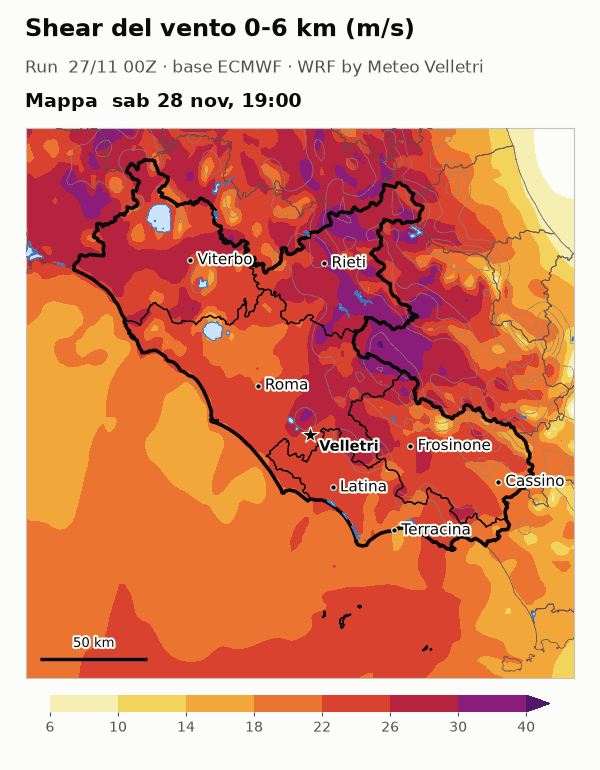 Shear del vento 0-6 km (m/s)
Run 27/11 00Z · base ECMWF · WRF by Meteo Velletri
Mappa sab 28 nov, 19:00
Viterbo
Rieti
Roma
Velletri
Frosinone
Latina
Cassino
Terracina
50 km
6 10 14 18 22 26 30 40